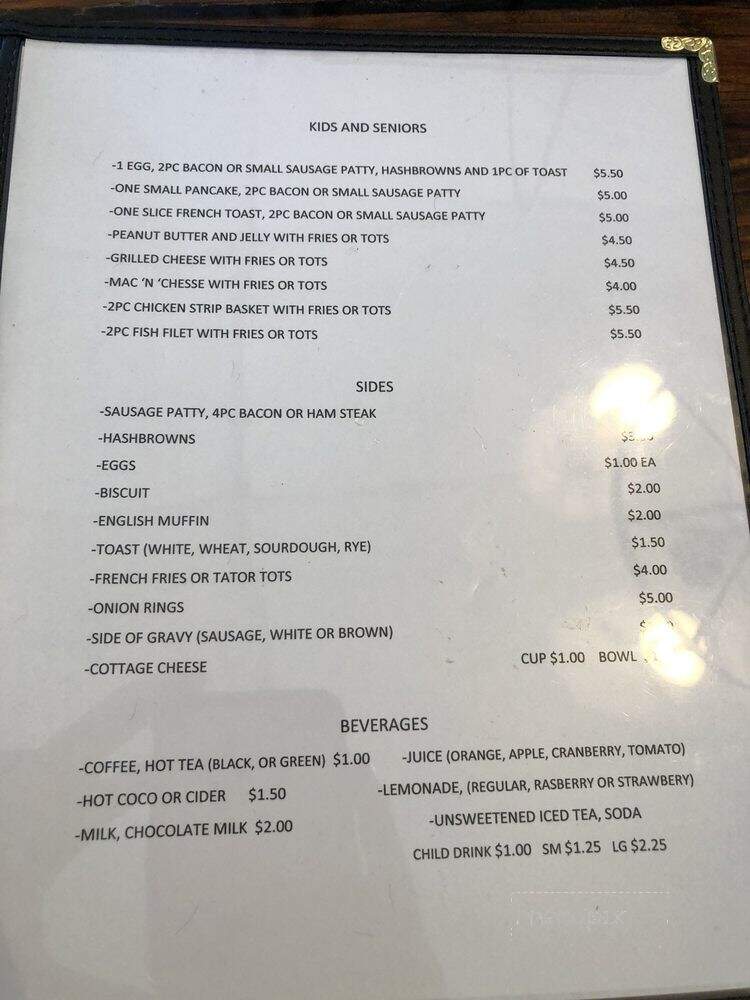 KIDS AND SENIORS
-1 EGG, 2PC BACON OR SMALL SAUSAGE PATTY, HASHBROWNS AND 1PC OF TOAST $5.50
-ONE SMALL PANCAKE, 2PC BACON OR SMALL SAUSAGE PATTY $5.00
-ONE SLICE FRENCH TOAST, 2PC BACON OR SMALL SAUSAGE PATTY $5.00
-PEANUT BUTTER AND JELLY WITH FRIES OR TOTS $4.50
-GRILLED CHEESE WITH FRIES OR TOTS $4.50
-MAC ‘N ‘CHESSE WITH FRIES OR TOTS $4.00
-2PC CHICKEN STRIP BASKET WITH FRIES OR TOTS $5.50
-2PC FISH FILET WITH FRIES OR TOTS $5.50
SIDES
-SAUSAGE PATTY, 4PC BACON OR HAM STEAK
-HASHBROWNS
-EGGS $1.00 EA
-BISCUIT $2.00
-ENGLISH MUFFIN $2.00
-TOAST (WHITE, WHEAT, SOURDOUGH, RYE) $1.50
-FRENCH FRIES OR TATOR TOTS $4.00
-ONION RINGS $5.00
-SIDE OF GRAVY (SAUSAGE, WHITE OR BROWN)
-COTTAGE CHEESE CUP $1.00 BOWL
BEVERAGES
-COFFEE, HOT TEA (BLACK, OR GREEN) $1.00
-HOT COCO OR CIDER $1.50
-MILK, CHOCOLATE MILK $2.00
-JUICE (ORANGE, APPLE, CRANBERRY, TOMATO)
-LEMONADE, (REGULAR, RASBERRY OR STRAWBERY)
-UNSWEETENED ICED TEA, SODA
CHILD DRINK $1.00 SM $1.25 LG $2.25